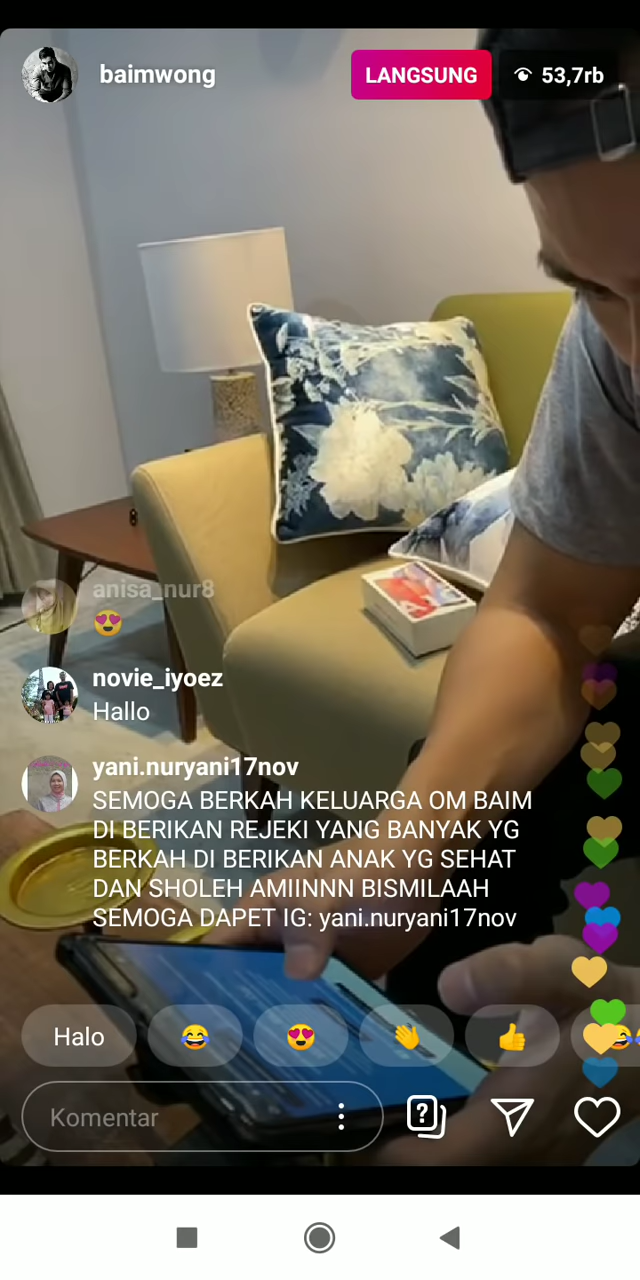 baimwong
LANGSUNG
53,7rb
anisa_nur8
😍
novie_iyoez
Hallo
yani.nuryani17nov
SEMOGA BERKAH KELUARGA OM BAIM
DI BERIKAN REJEKI YANG BANYAK YG
BERKAH DI BERIKAN ANAK YG SEHAT
DAN SHOLEH AMIINNN BISMILAAH
SEMOGA DAPET IG: yani.nuryani17nov
Halo 😂 😍 👋 👍 😂
Komentar